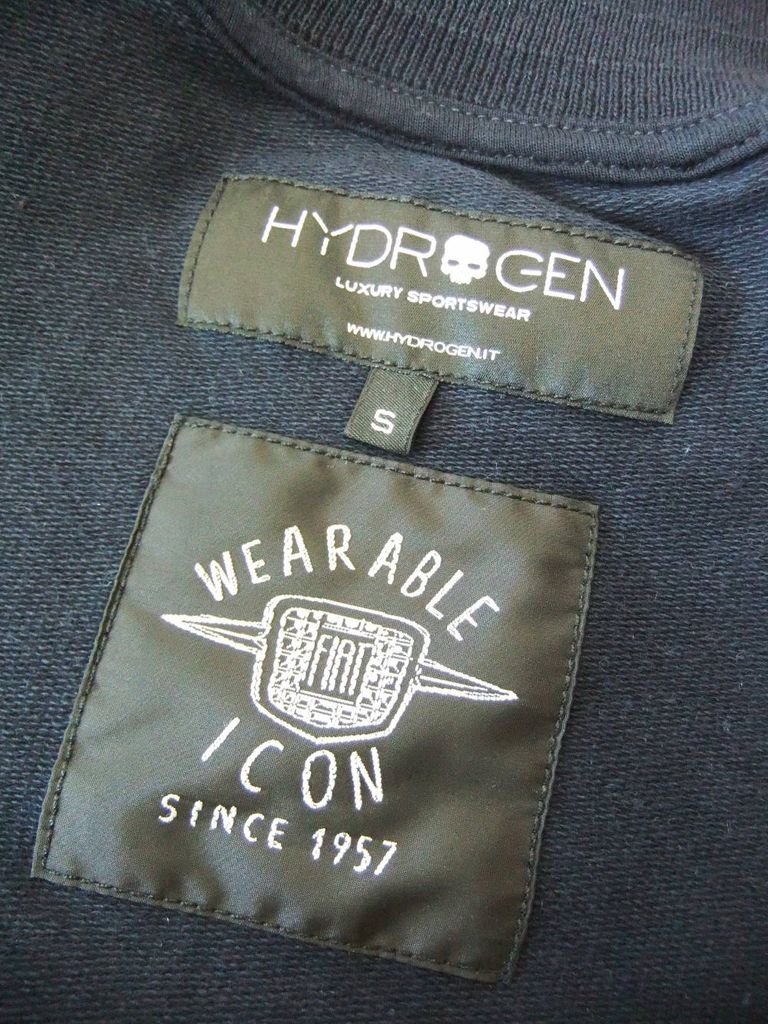 HYDROGEN
LUXURY SPORTSWEAR
WWW.HYDROGEN.IT
S
WEARABLE
FIAT
ICON
SINCE 1957